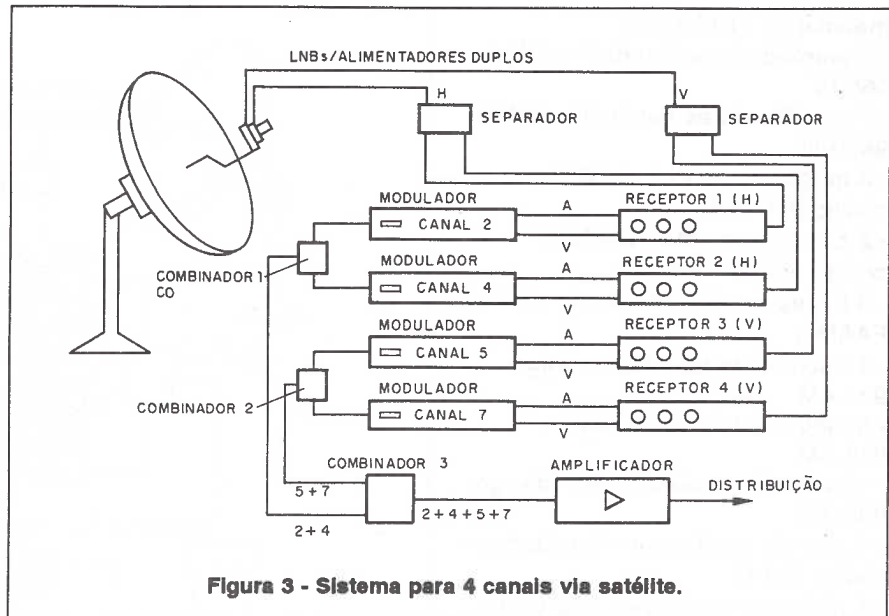 LNBs/ALIMENTADORES DUPLOS
H
V
SEPARADOR
SEPARADOR
MODULADOR
A
RECEPTOR 1 (H)
CANAL 2
V
COMBINADOR 1
CO
MODULADOR
A
RECEPTOR 2 (H)
CANAL 4
V
MODULADOR
A
RECEPTOR 3 (V)
CANAL 5
V
COMBINADOR 2
MODULADOR
A
RECEPTOR 4 (V)
CANAL 7
V
COMBINADOR 3
AMPLIFICADOR
DISTRIBUIÇÃO
5+7
2+4
2+4+5+7
Figura 3 - Sistema para 4 canais via satélite.